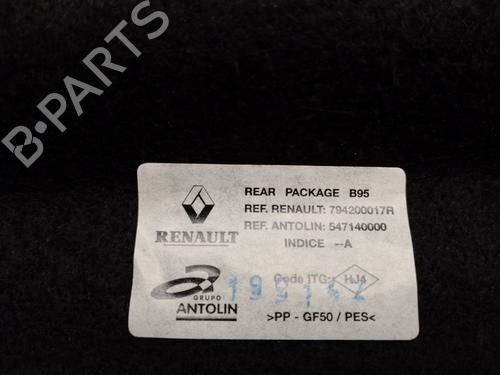 B-PARTS
REAR PACKAGE B95
REF. RENAULT: 794200017R
REF. ANTOLIN: 547140000
INDICE --A
RENAULT
Code ITG: HJ4
GRUPO
ANTOLIN
>PP - GF50 / PES<